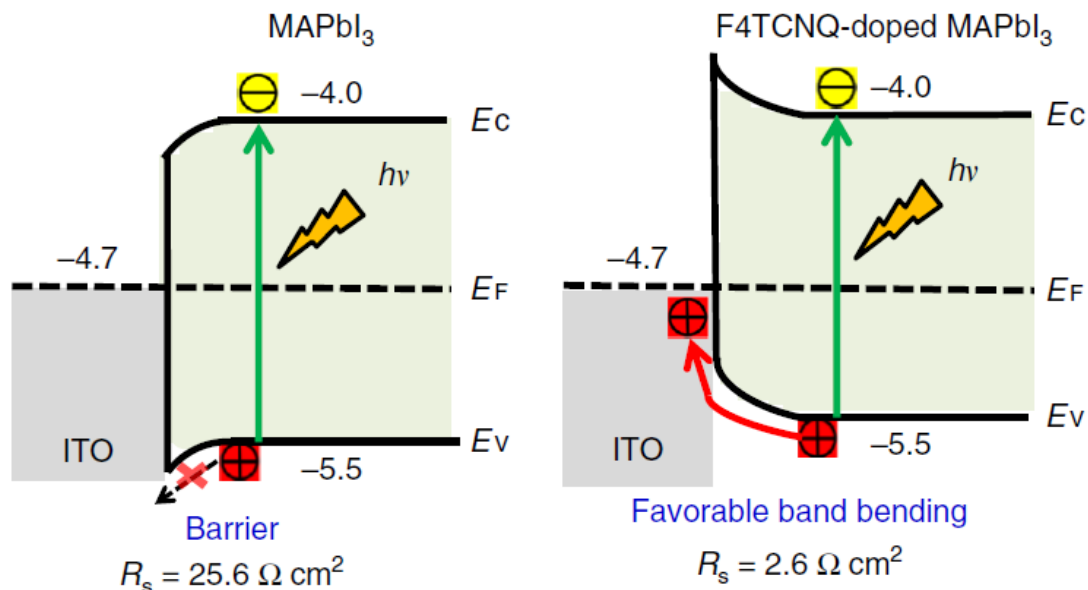 MAPbI₃
−4.0
EC
hν
−4.7
EF
ITO
EV
−5.5
Barrier
Rs = 25.6 Ω cm²
F4TCNQ-doped MAPbI₃
−4.0
EC
hν
−4.7
EF
ITO
EV
−5.5
Favorable band bending
Rs = 2.6 Ω cm²